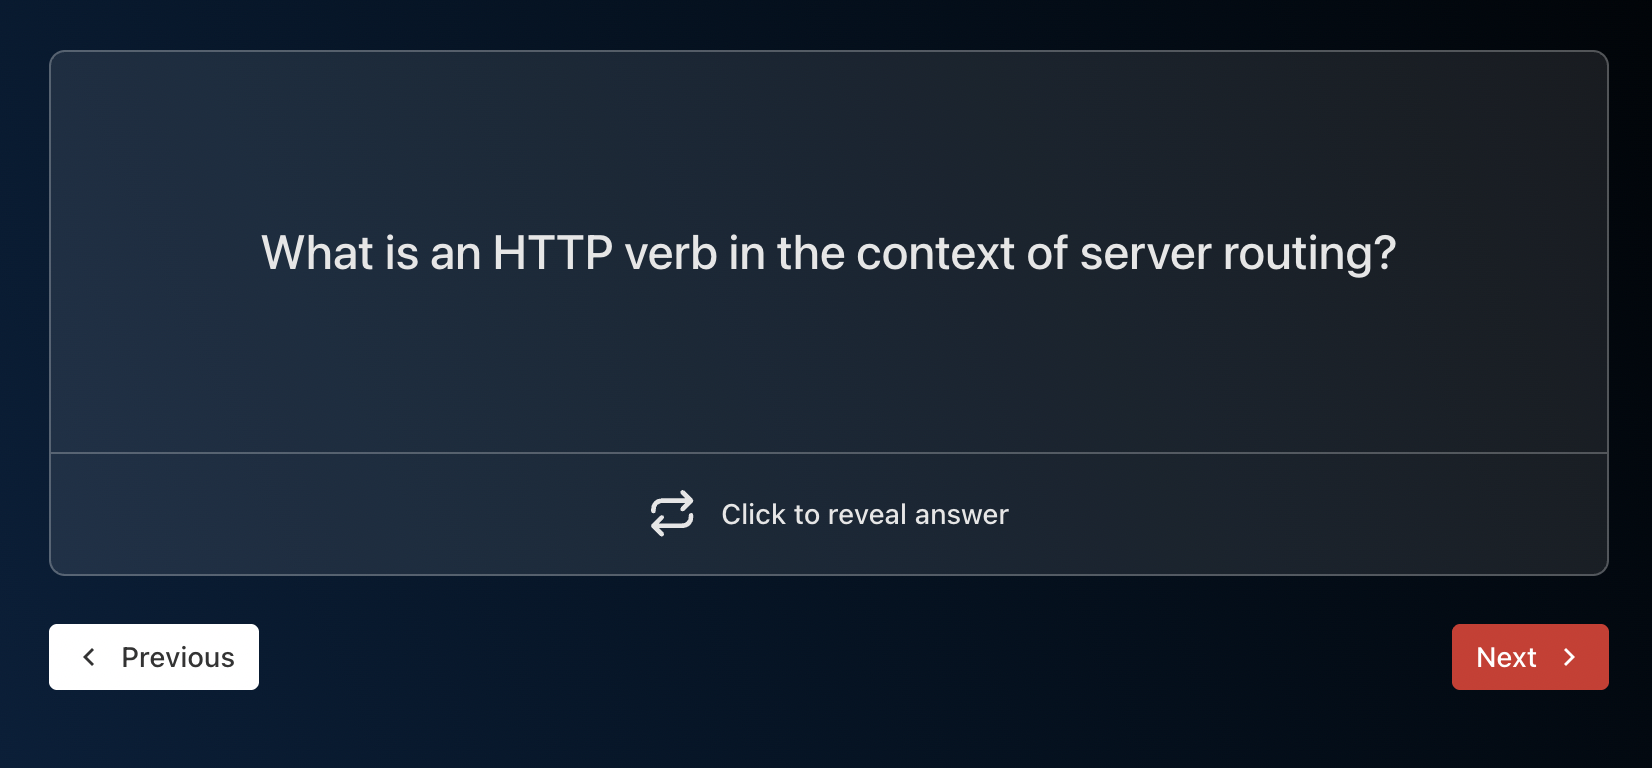 What is an HTTP verb in the context of server routing?
Click to reveal answer
Previous
Next